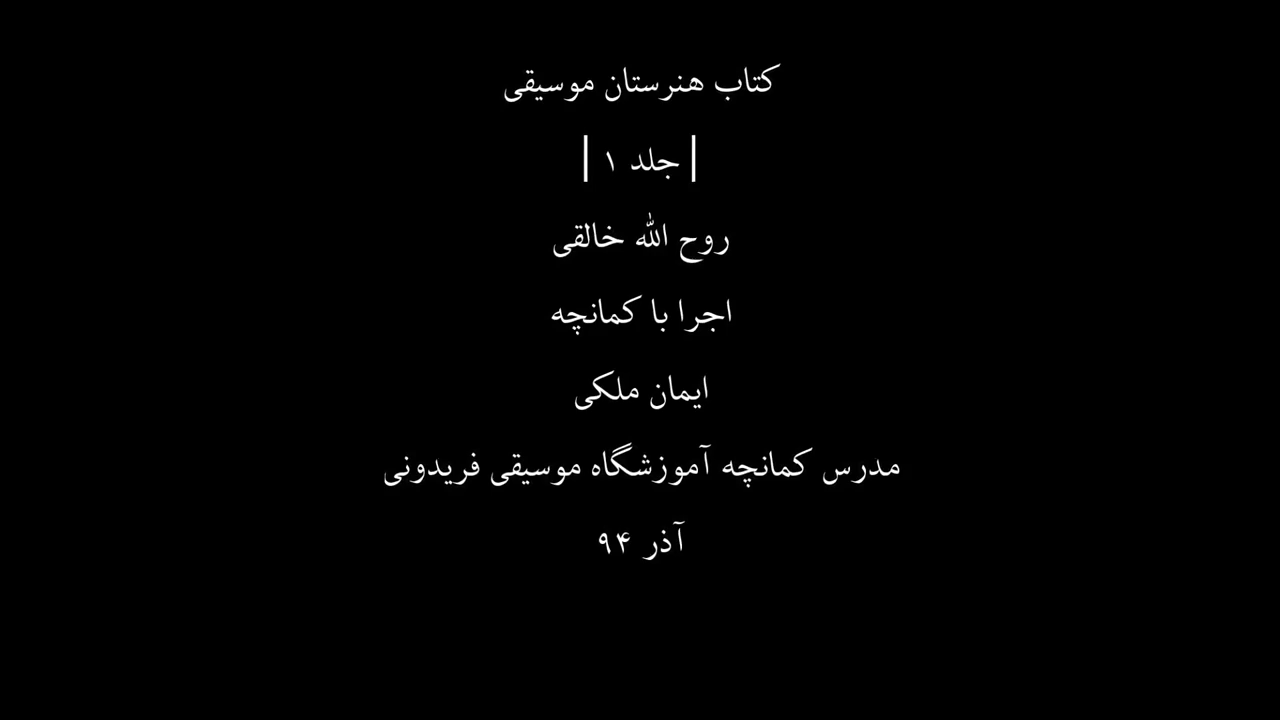 کتاب هنرستان موسیقی
| جلد ۱ |
روح الله خالقی
اجرا با کمانچه
ایمان ملکی
مدرس کمانچه آموزشگاه موسیقی فریدونی
آذر ۹۴